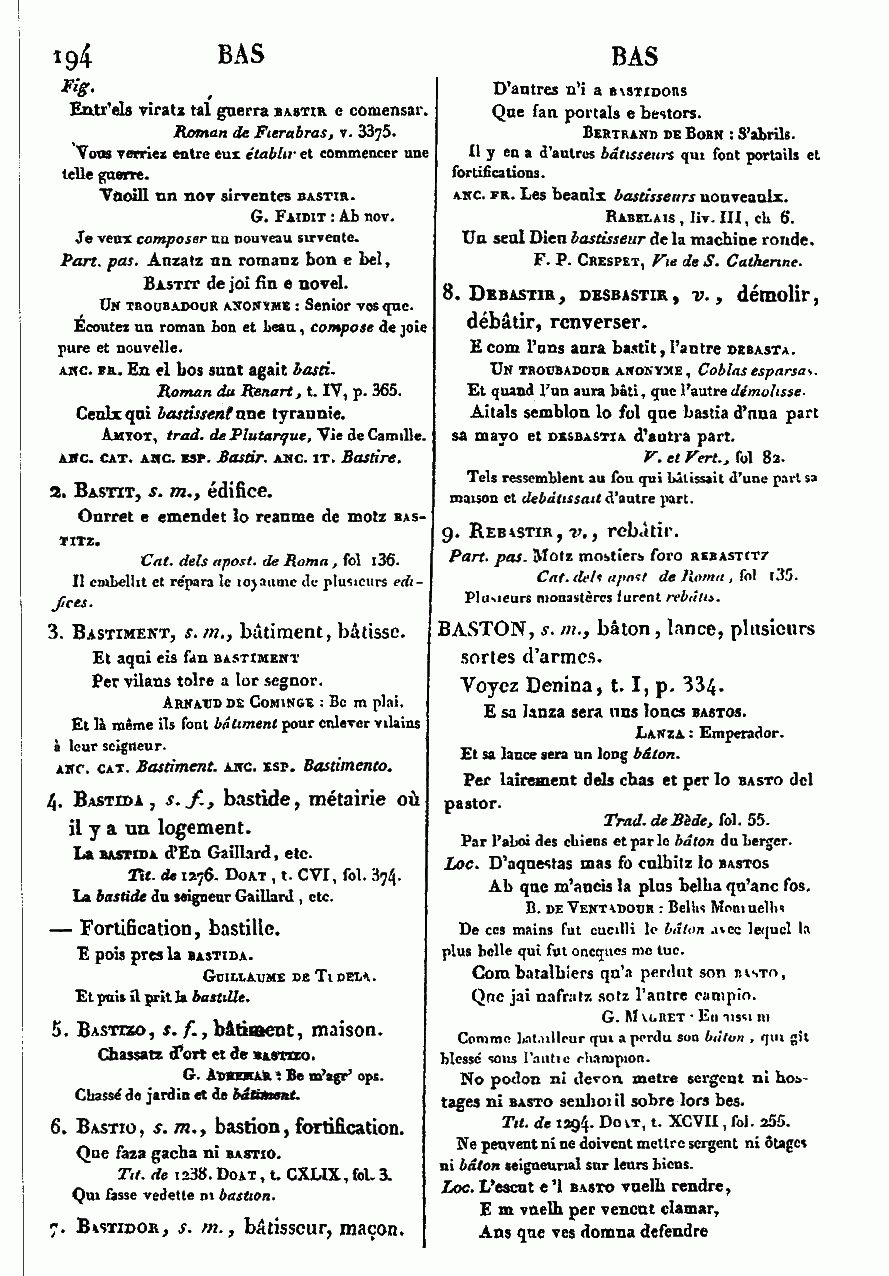 194 BAS BAS
Fig.
Entr'els viratz tal guerra BASTIR e comensar.
Roman de Fierabras, v. 3375.
Vous verriez entre eux établir et commencer une
telle guerre.
Vuoill un nov sirventes BASTIR.
G. FAIDIT : Ab nov.
Je veux composer un nouveau sirvente.
Part. pas. Anzatz un romanz bon e bel,
BASTIT de joi fin e novel.
UN TROUBADOUR ANONYME : Senior vos que.
Écoutez un roman bon et beau, compose de joie
pure et nouvelle.
ANC. FR. En el bos sunt agait basti.
Roman du Renart, t. IV, p. 365.
Ceulx qui bastissent une tyrannie.
AMYOT, trad. de Plutarque, Vie de Camille.
ANC. CAT. ANC. ESP. Bastir. ANC. IT. Bastire.
2. BASTIT, s. m., édifice.
Onrret e emendet lo reaume de motz BAS-
TITZ.
Cat. dels apost. de Roma, fol 136.
Il embellit et répara le royaume de plusieurs edi-
fices.
3. BASTIMENT, s. m., bâtiment, bâtisse.
Et aqui eis fan BASTIMENT
Per vilans tolre a lor segnor.
ARNAUD DE COMINGE : Be m plai.
Et là même ils font bâtiment pour enlever vilains
à leur seigneur.
ANC. CAT. Bastiment. ANC. ESP. Bastimento.
4. BASTIDA, s. f., bastide, métairie où
il y a un logement.
La BASTIDA d'En Gaillard, etc.
Tit. de 1276. DOAT, t. CVI, fol. 374.
La bastide du seigneur Gaillard, etc.
— Fortification, bastille.
E pois pres la BASTIDA.
GUILLAUME DE TUDELA.
Et puis il prit la bastille.
5. BASTIZO, s. f., bâtiment, maison.
Chassatz d'ort et de BASTIZO.
G. ADHEMAR : Be m'agr' ops.
Chassé de jardin et de bâtiment.
6. BASTIO, s. m., bastion, fortification.
Que faza gacha ni BASTIO.
Tit. de 1238. DOAT, t. CXLIX, fol. 3.
Qui fasse vedette ni bastion.
7. BASTIDOR, s. m., bâtisseur, maçon.
D'autres n'i a BASTIDORS
Que fan portals e bestors.
BERTRAND DE BORN : S'abrils.
Il y en a d'autres bâtisseurs qui font portails et
fortifications.
ANC. FR. Les beaulx bastisseurs nouveaulx.
RABELAIS, liv. III, ch 6.
Un seul Dieu bastisseur de la machine ronde.
F. P. CRESPET, Vie de S. Catherine.
8. DEBASTIR, DESBASTIR, v., démolir,
débâtir, renverser.
E com l'uns aura bastit, l'autre DEBASTA.
UN TROUBADOUR ANONYME, Coblas esparsas.
Et quand l'un aura bâti, que l'autre démolisse.
Aitals semblon lo fol que bastia d'una part
sa mayo et DESBASTIA d'autra part.
V. et Vert., fol 82.
Tels ressemblent au fou qui bâtissait d'une part sa
maison et debâtissait d'autre part.
9. REBASTIR, v., rebâtir.
Part. pas. Motz mostiers foro REBASTITZ
Cat. dels apost de Roma, fol 135.
Plusieurs monastères furent rebâtis.
BASTON, s. m., bâton, lance, plusieurs
sortes d'armes.
Voyez Denina, t. I, p. 334.
E sa lanza sera uns loncs BASTOS.
LANZA : Emperador.
Et sa lance sera un long bâton.
Per lairement dels chas et per lo BASTO del
pastor.
Trad. de Bède, fol. 55.
Par l'aboi des chiens et par le bâton du berger.
Loc. D'aquestas mas fo culhitz lo BASTOS
Ab que m'aucis la plus belha qu'anc fos.
B. DE VENTADOUR : Belhs Montuelhs
De ces mains fut cueilli le bâton avec lequel la
plus belle qui fut oncques me tue.
Com batalhiers qu'a perdut son BASTO,
Que jai nafratz sotz l'autre campio.
G. MAGRET : En aissi m
Comme batailleur qui a perdu son bâton, qui gît
blessé sous l'autre champion.
No podon ni devon metre sergent ni hos-
tages ni BASTO senhoril sobre lors bes.
Tit. de 1294. DOAT, t. XCVII, fol. 255.
Ne peuvent ni ne doivent mettre sergent ni ôtages
ni bâton seigneurial sur leurs biens.
Loc. L'escut e 'l BASTO vuelh rendre,
E m vuelh per vencut clamar,
Ans que ves domna defendre